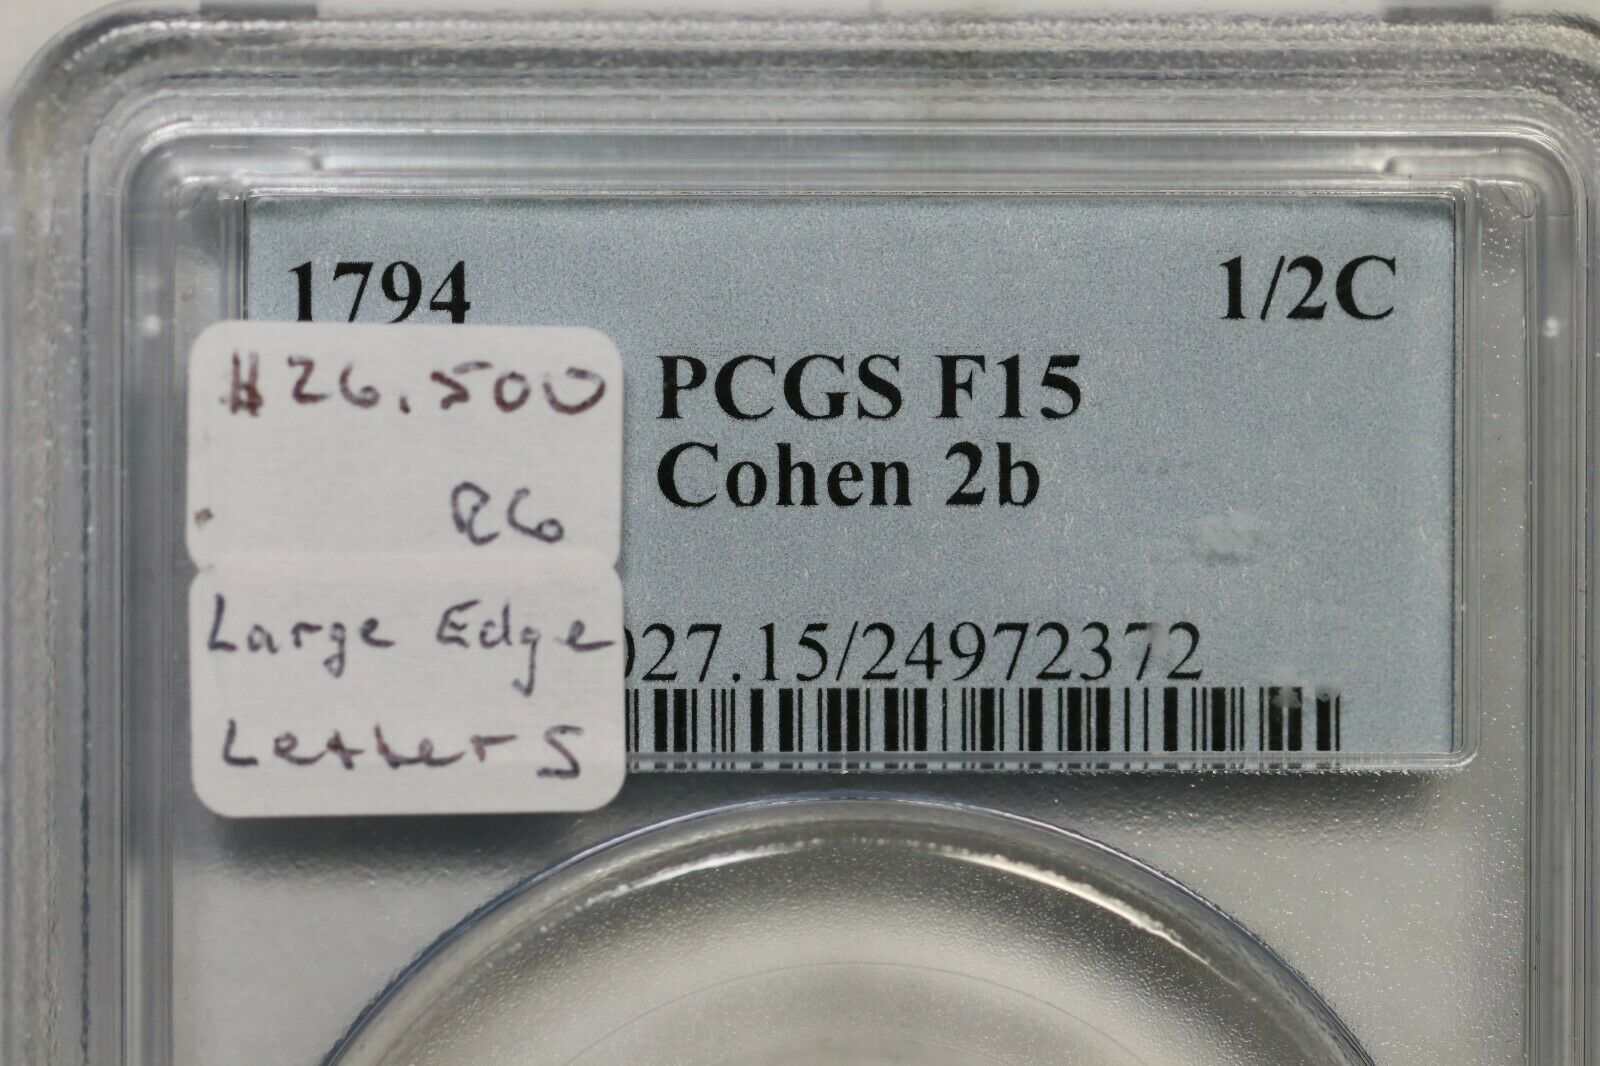 1794 1/2C
PCGS F15
Cohen 2b
027.15/24972372
$26.500
R6
Large Edge
Letters